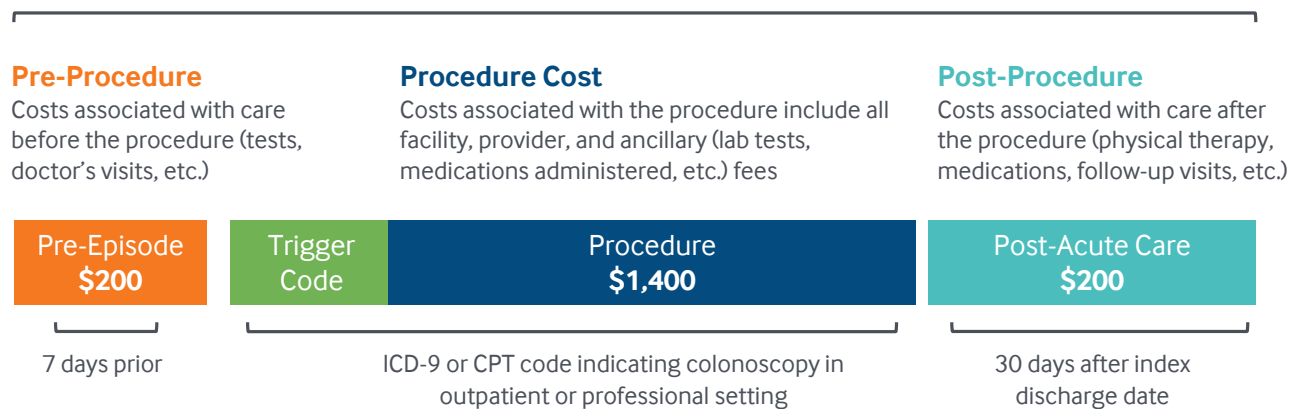 Pre-Procedure
Costs associated with care
before the procedure (tests,
doctor's visits, etc.)
Procedure Cost
Costs associated with the procedure include all
facility, provider, and ancillary (lab tests,
medications administered, etc.) fees
Post-Procedure
Costs associated with care after
the procedure (physical therapy,
medications, follow-up visits, etc.)
Pre-Episode
$200
Trigger
Code
Procedure
$1,400
Post-Acute Care
$200
7 days prior
ICD-9 or CPT code indicating colonoscopy in
outpatient or professional setting
30 days after index
discharge date